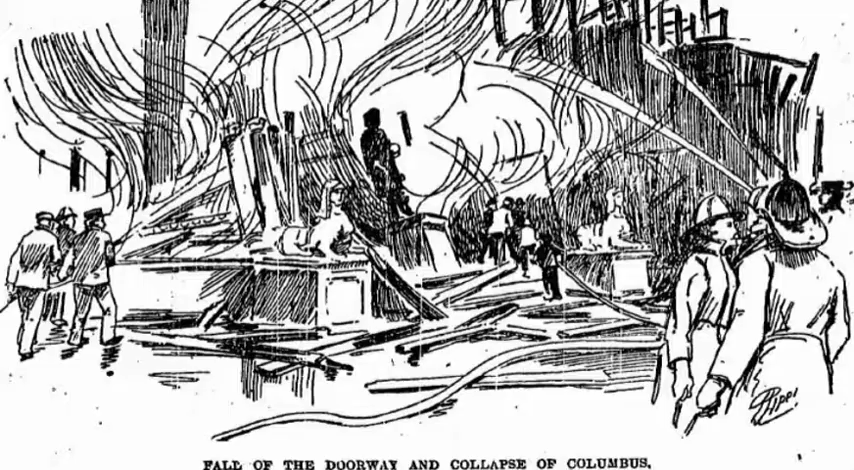 FALL OF THE DOORWAY AND COLLAPSE OF COLUMBUS.